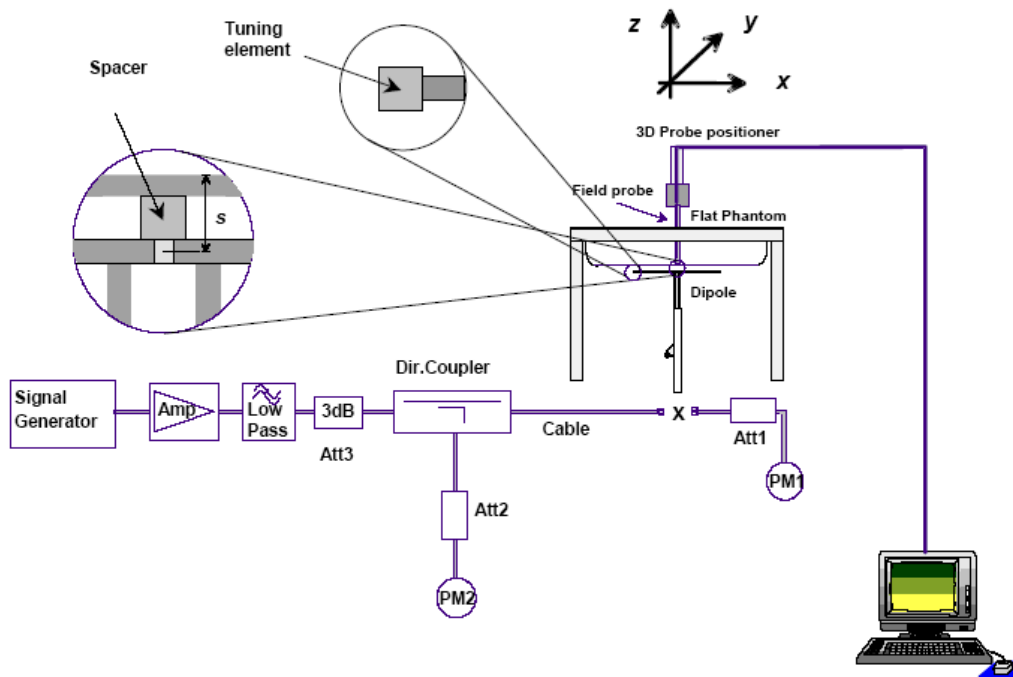 Tuning
element
Spacer
s
z
y
x
3D Probe positioner
Field probe
Flat Phantom
Dipole
Dir.Coupler
Signal
Generator
Amp
Low
Pass
3dB
Att3
Cable
X
Att1
PM1
Att2
PM2